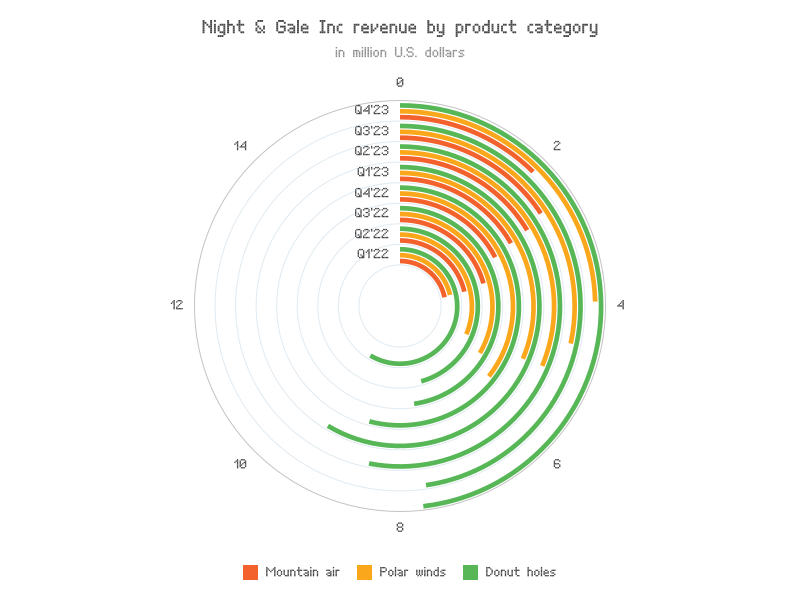 Night & Gale Inc revenue by product category
in million U.S. dollars
0
2
4
6
8
10
12
14
Q4'23
Q3'23
Q2'23
Q1'23
Q4'22
Q3'22
Q2'22
Q1'22
Mountain air
Polar winds
Donut holes